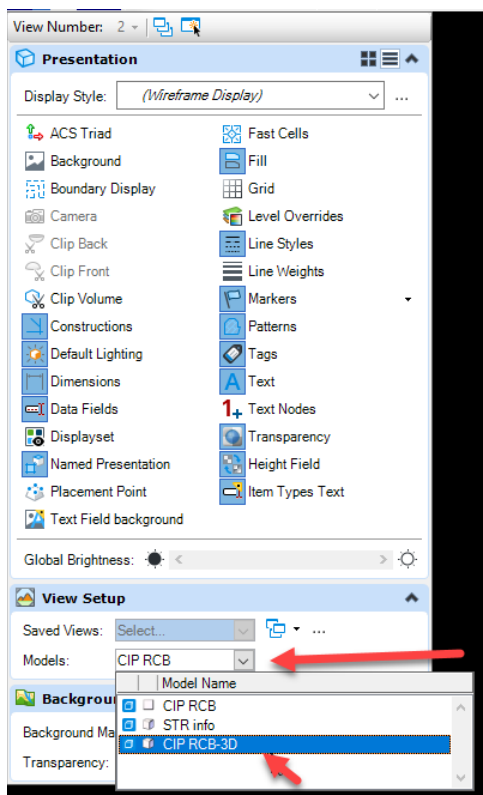 View Number: 2
Presentation
Display Style: (Wireframe Display) ...
ACS Triad Fast Cells
Background Fill
Boundary Display Grid
Camera Level Overrides
Clip Back Line Styles
Clip Front Line Weights
Clip Volume Markers
Constructions Patterns
Default Lighting Tags
Dimensions Text
Data Fields Text Nodes
Displayset Transparency
Named Presentation Height Field
Placement Point Item Types Text
Text Field background
Global Brightness:
View Setup
Saved Views: Select... ...
Models: CIP RCB
Model Name
CIP RCB
STR info
CIP RCB-3D
Backgrou
Background Ma
Transparency: